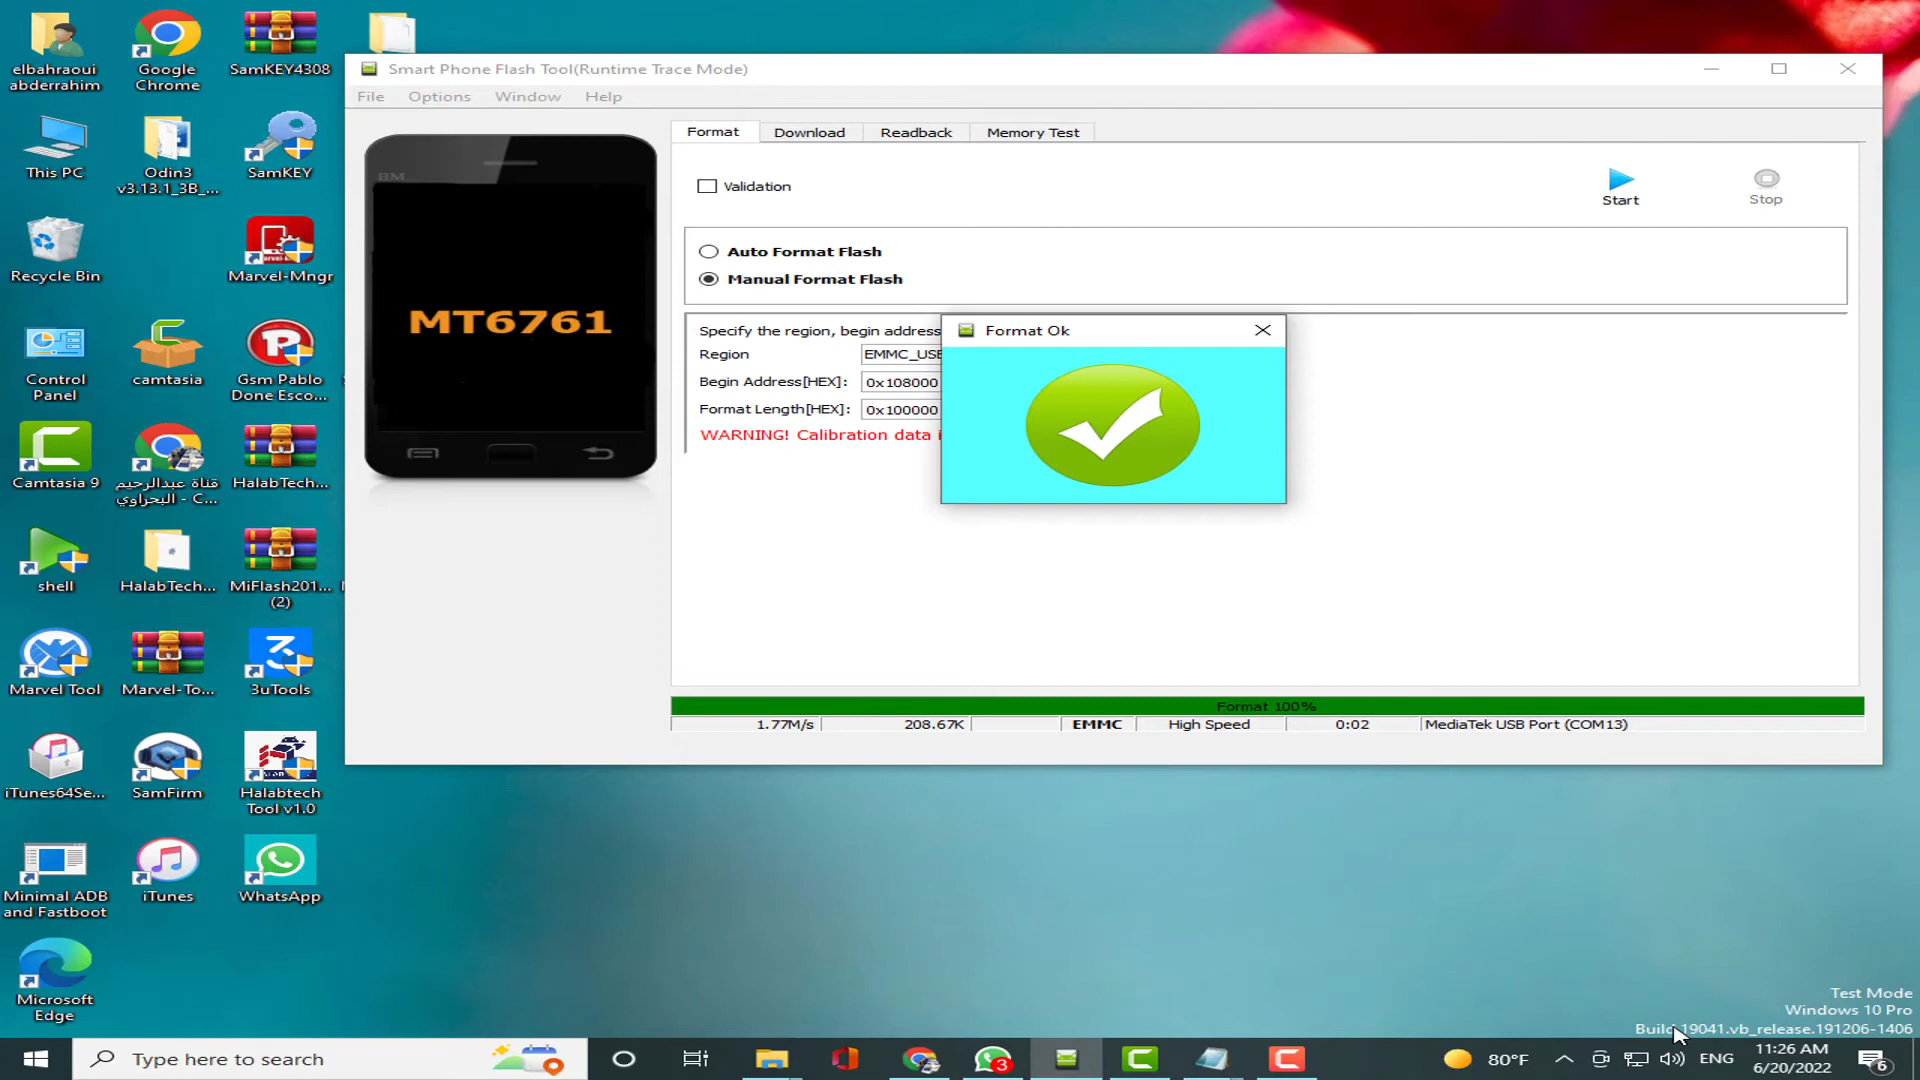 elbahraoui
abderrahim
Google
Chrome
SamKEY4308
This PC
Odin3
v3.13.1_3B_...
SamKEY
Recycle Bin
Marvel-Mngr
Control
Panel
camtasia
Gsm Pablo
Done Esco...
Camtasia 9
قناة عبدالرحيم
البحراوي - C...
HalabTech...
shell
HalabTech...
MiFlash201...
(2)
Marvel Tool
Marvel-To...
3uTools
iTunes64Se...
SamFirm
Halabtech
Tool v1.0
Minimal ADB
and Fastboot
iTunes
WhatsApp
Microsoft
Edge
Smart Phone Flash Tool(Runtime Trace Mode)
File Options Window Help
BM
MT6761
Format Download Readback Memory Test
Validation
Start
Stop
Auto Format Flash
Manual Format Flash
Specify the region, begin address
Region EMMC_USE
Begin Address[HEX]: 0x108000
Format Length[HEX]: 0x100000
WARNING! Calibration data i
Format Ok
Format 100%
1.77M/s 208.67K EMMC High Speed 0:02 MediaTek USB Port (COM13)
Test Mode
Windows 10 Pro
Build 19041.vb_release.191206-1406
Type here to search
3
80°F
ENG
11:26 AM
6/20/2022
6